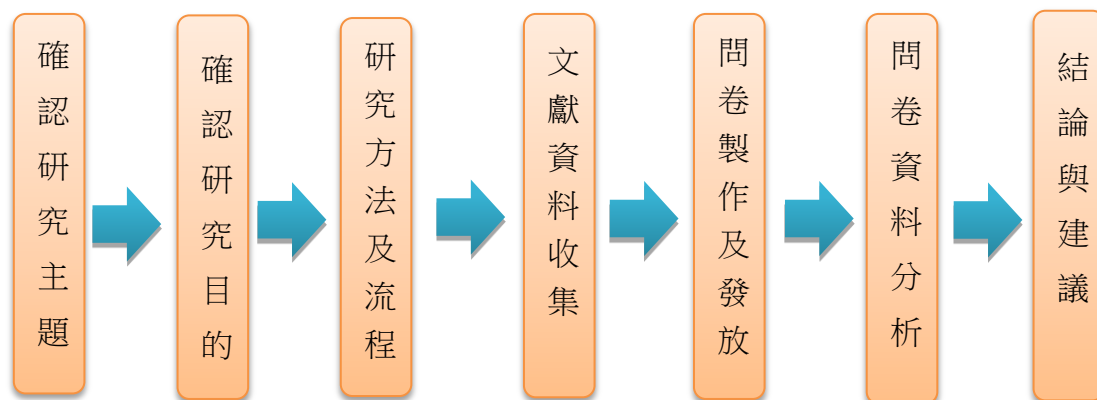 確認研究主題
確認研究目的
研究方法及流程
文獻資料收集
問卷製作及發放
問卷資料分析
結論與建議